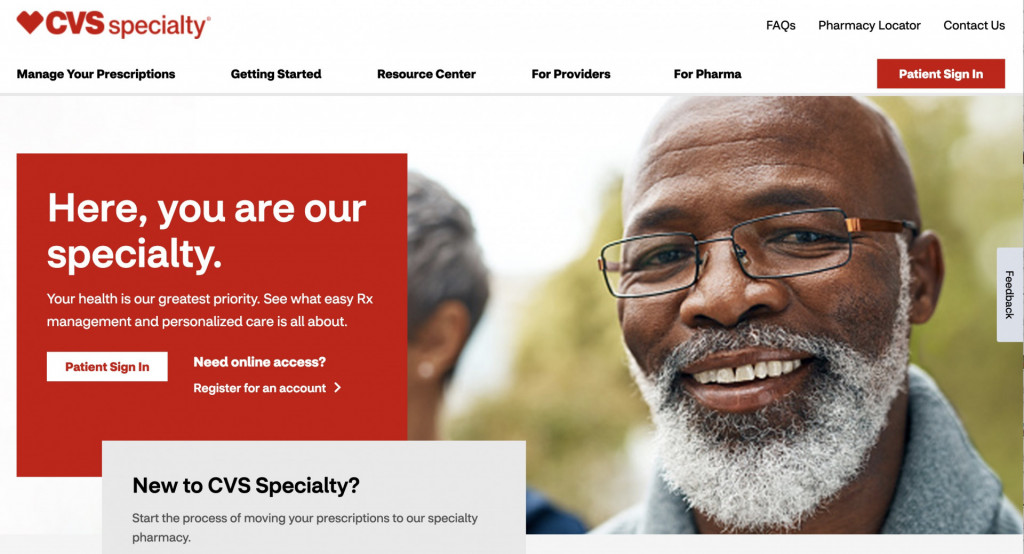 CVS specialty®
FAQs
Pharmacy Locator
Contact Us
Manage Your Prescriptions
Getting Started
Resource Center
For Providers
For Pharma
Patient Sign In
Here, you are our
specialty.
Your health is our greatest priority. See what easy Rx
management and personalized care is all about.
Patient Sign In
Need online access?
Register for an account
Feedback
New to CVS Specialty?
Start the process of moving your prescriptions to our specialty
pharmacy.